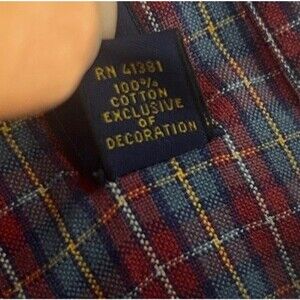 RN 41381
100%
COTTON
EXCLUSIVE
OF
DECORATION